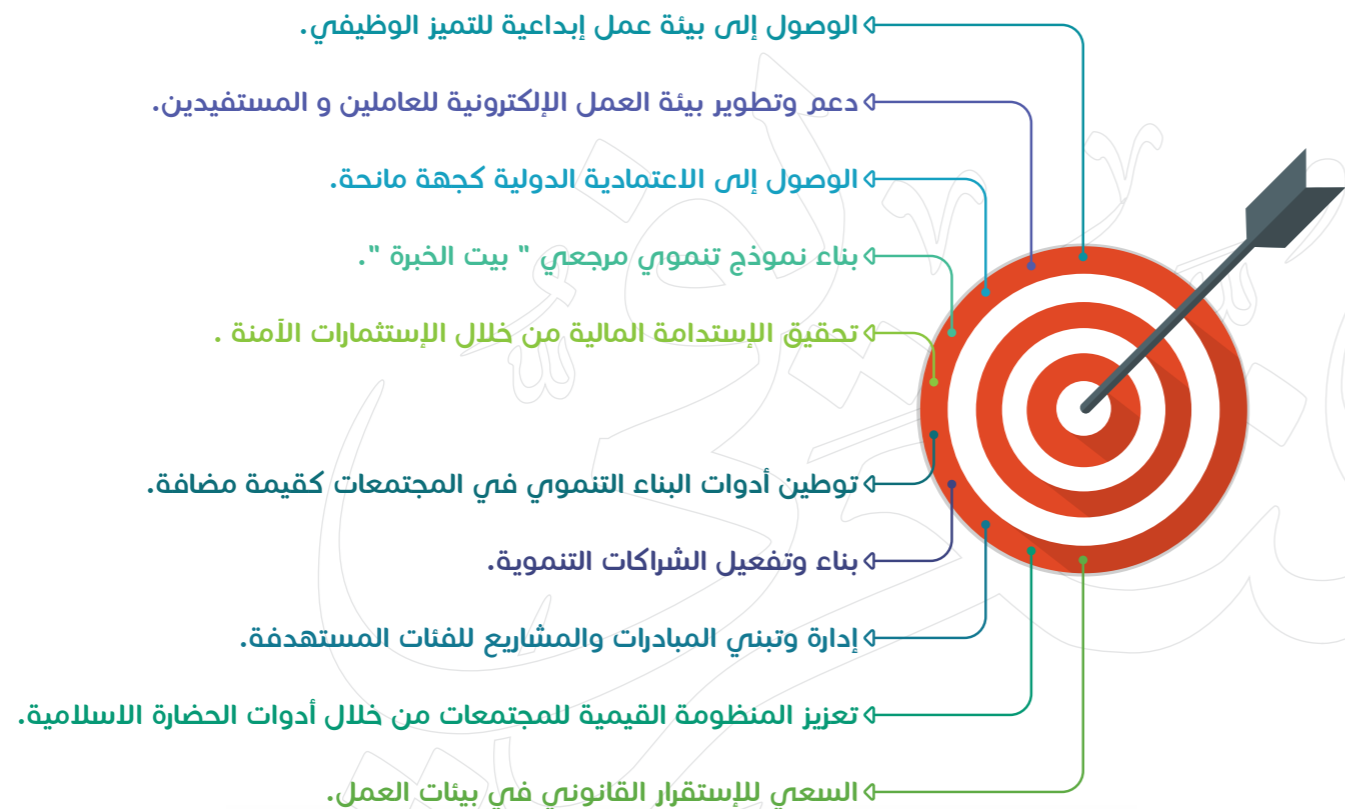 الوصول إلى بيئة عمل إبداعية للتميز الوظيفي.
دعم وتطوير بيئة العمل الإلكترونية للعاملين و المستفيدين.
الوصول إلى الاعتمادية الدولية كجهة مانحة.
بناء نموذج تنموي مرجعي " بيت الخبرة ".
تحقيق الإستدامة المالية من خلال الإستثمارات الآمنة .
توطين أدوات البناء التنموي في المجتمعات كقيمة مضافة.
بناء وتفعيل الشراكات التنموية.
إدارة وتبني المبادرات والمشاريع للفئات المستهدفة.
تعزيز المنظومة القيمية للمجتمعات من خلال أدوات الحضارة الاسلامية.
السعي للإستقرار القانوني في بيئات العمل.